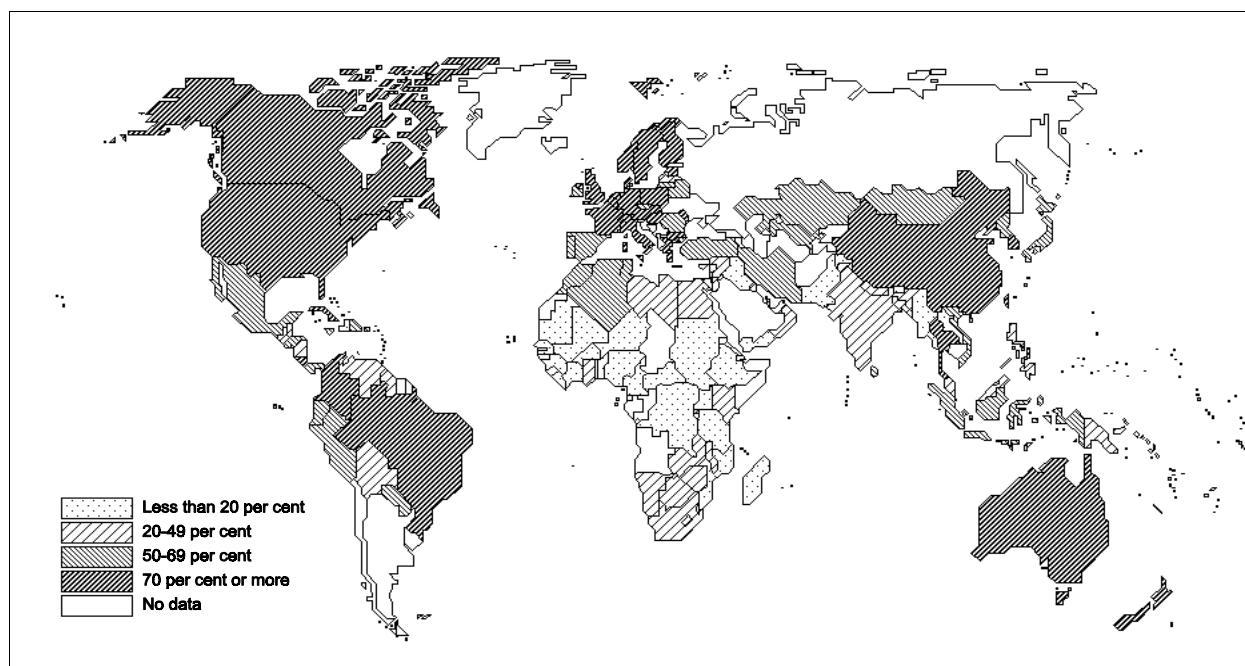 Less than 20 per cent
20-49 per cent
50-69 per cent
70 per cent or more
No data